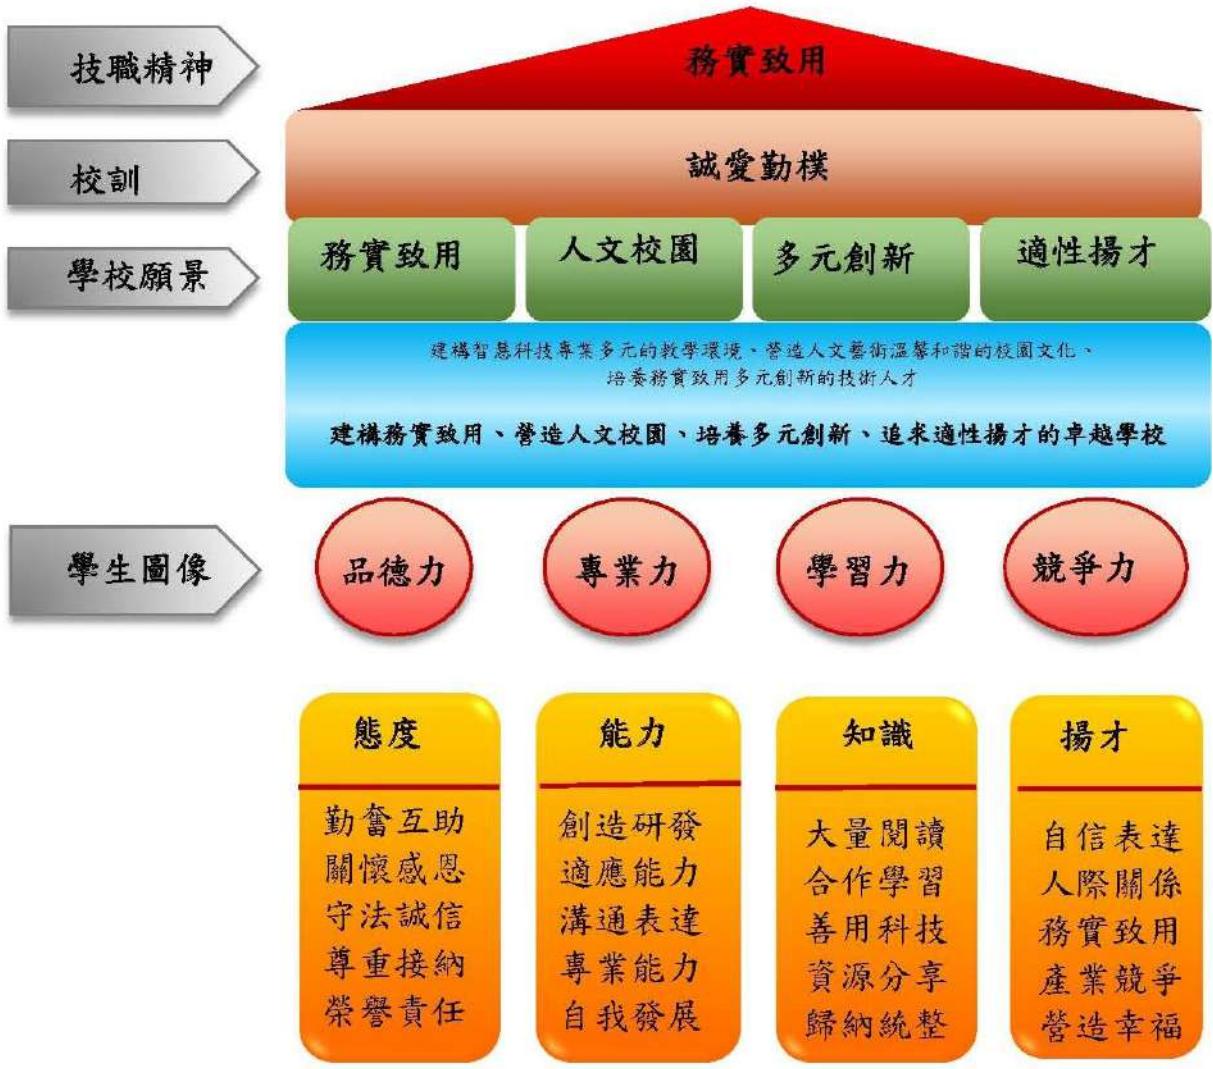 技職精神
務實致用
校訓
誠愛勤樸
學校願景
務實致用
人文校園
多元創新
適性揚才
建構智慧科技專業多元的教學環境、營造人文藝術溫馨和諧的校園文化、
培養務實致用多元創新的技術人才
建構務實致用、營造人文校園、培養多元創新、追求適性揚才的卓越學校
學生圖像
品德力
專業力
學習力
競爭力
態度
勤奮互助
關懷感恩
守法誠信
尊重接納
榮譽責任
能力
創造研發
適應能力
溝通表達
專業能力
自我發展
知識
大量閱讀
合作學習
善用科技
資源分享
歸納統整
揚才
自信表達
人際關係
務實致用
產業競爭
營造幸福